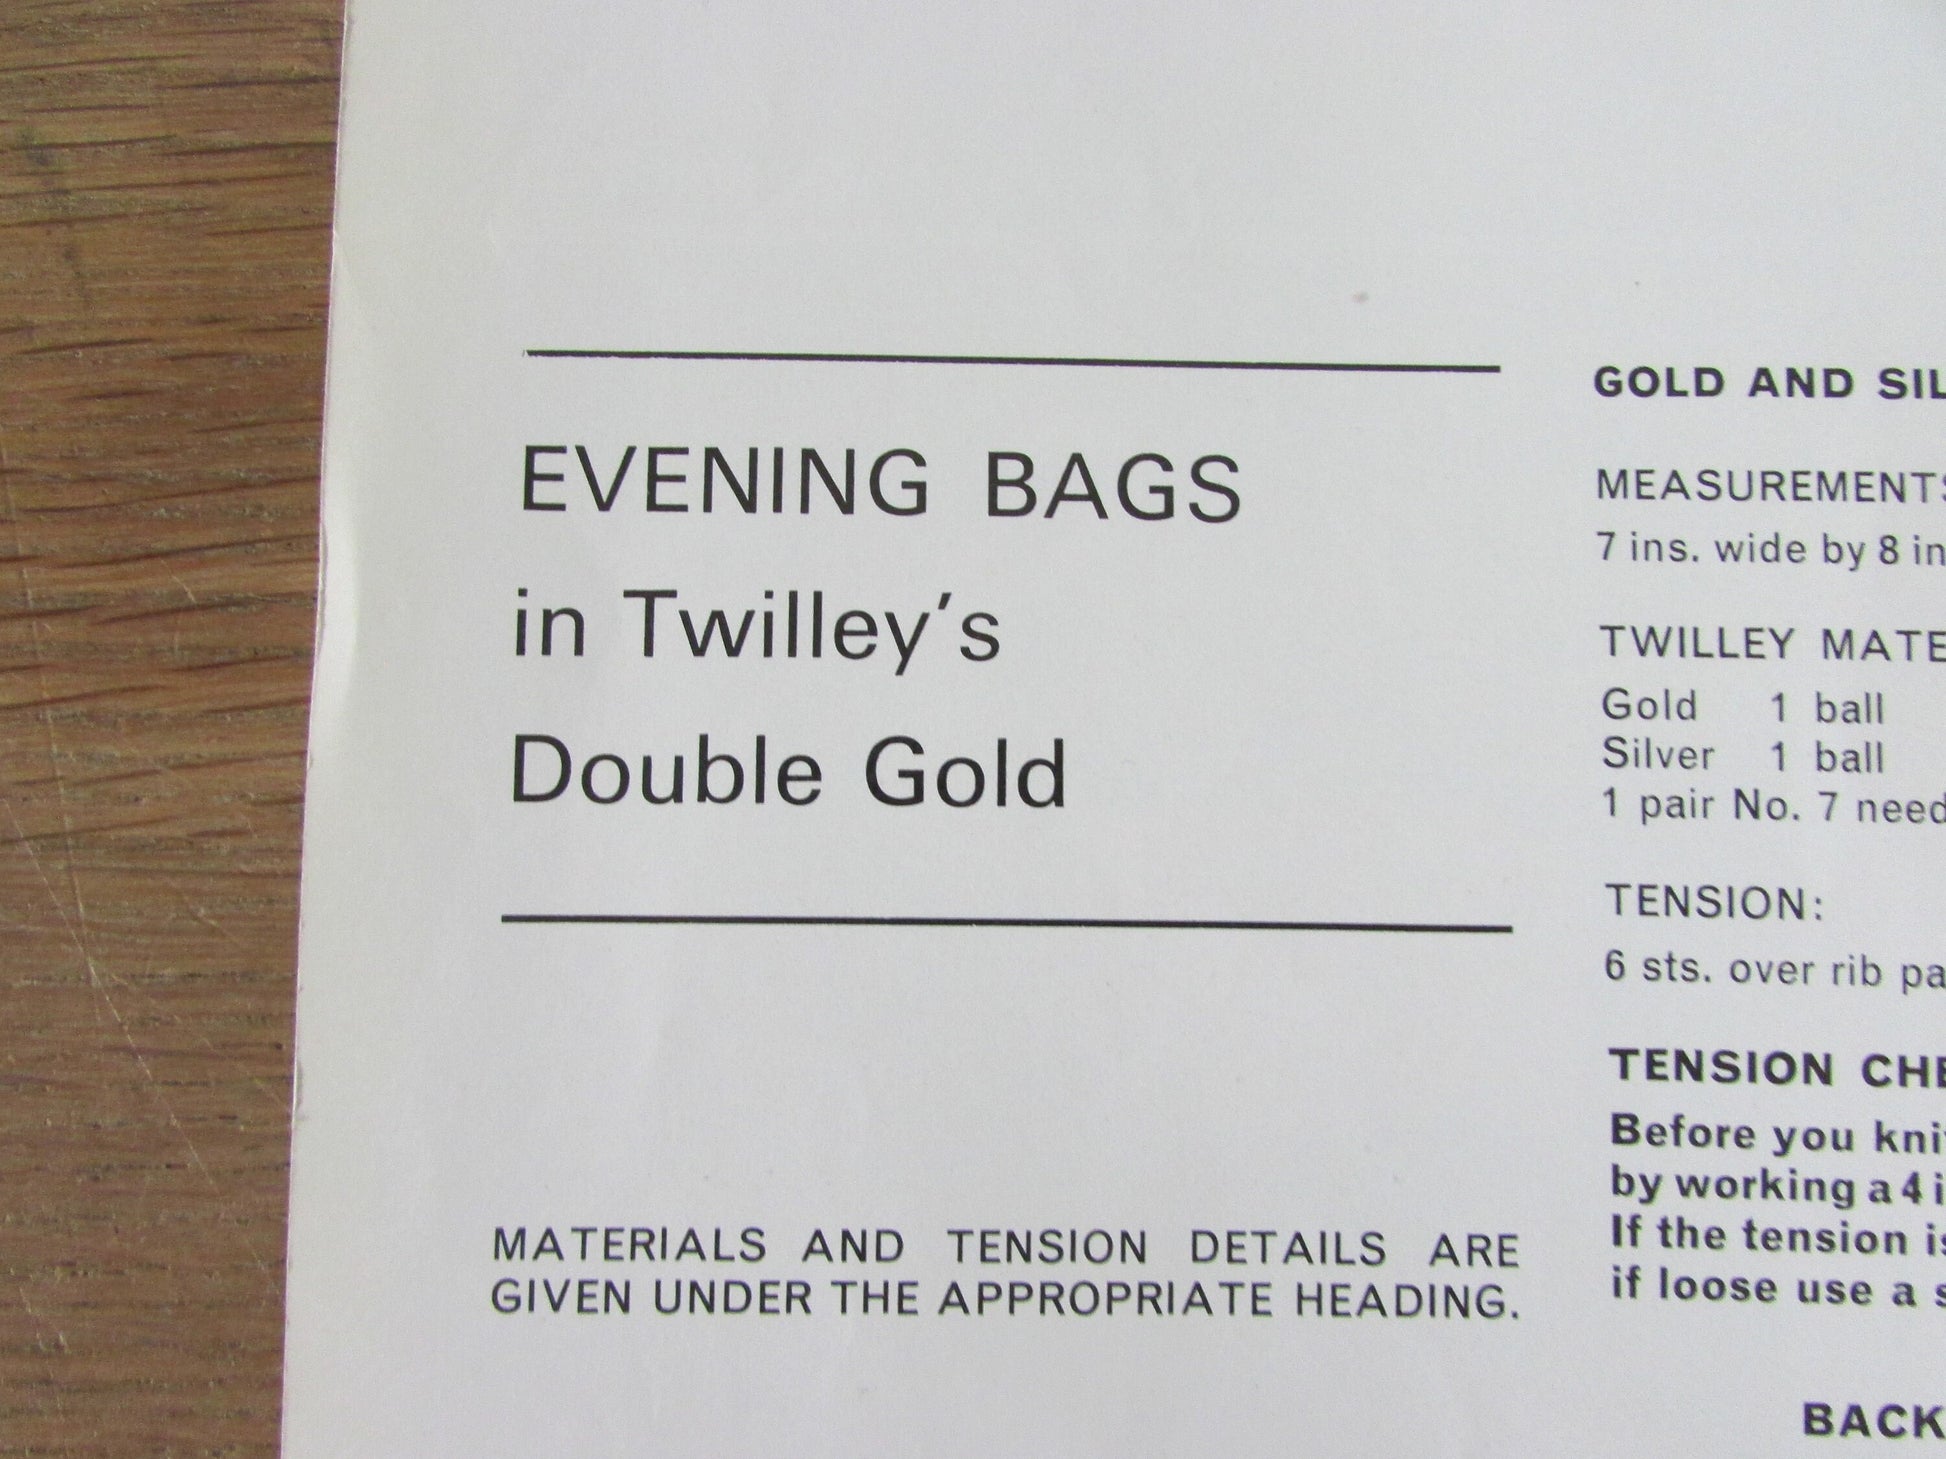 EVENING BAGS
in Twilley's
Double Gold
MATERIALS AND TENSION DETAILS ARE
GIVEN UNDER THE APPROPRIATE HEADING.
GOLD AND SIL
MEASUREMENTS
7 ins. wide by 8 in
TWILLEY MATE
Gold 1 ball
Silver 1 ball
1 pair No. 7 need
TENSION:
6 sts. over rib pa
TENSION CHE
Before you knit
by working a 4 i
If the tension is
if loose use a s
BACK